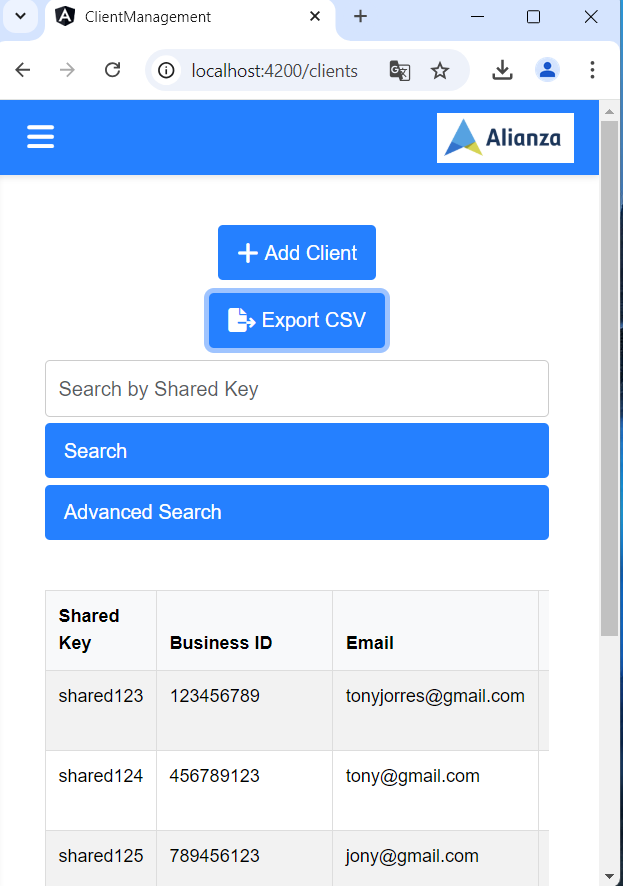 ClientManagement
localhost:4200/clients
Alianza
Add Client
Export CSV
Search by Shared Key
Search
Advanced Search
Shared
Key Business ID Email
shared123 123456789 tonyjorres@gmail.com
shared124 456789123 tony@gmail.com
shared125 789456123 jony@gmail.com